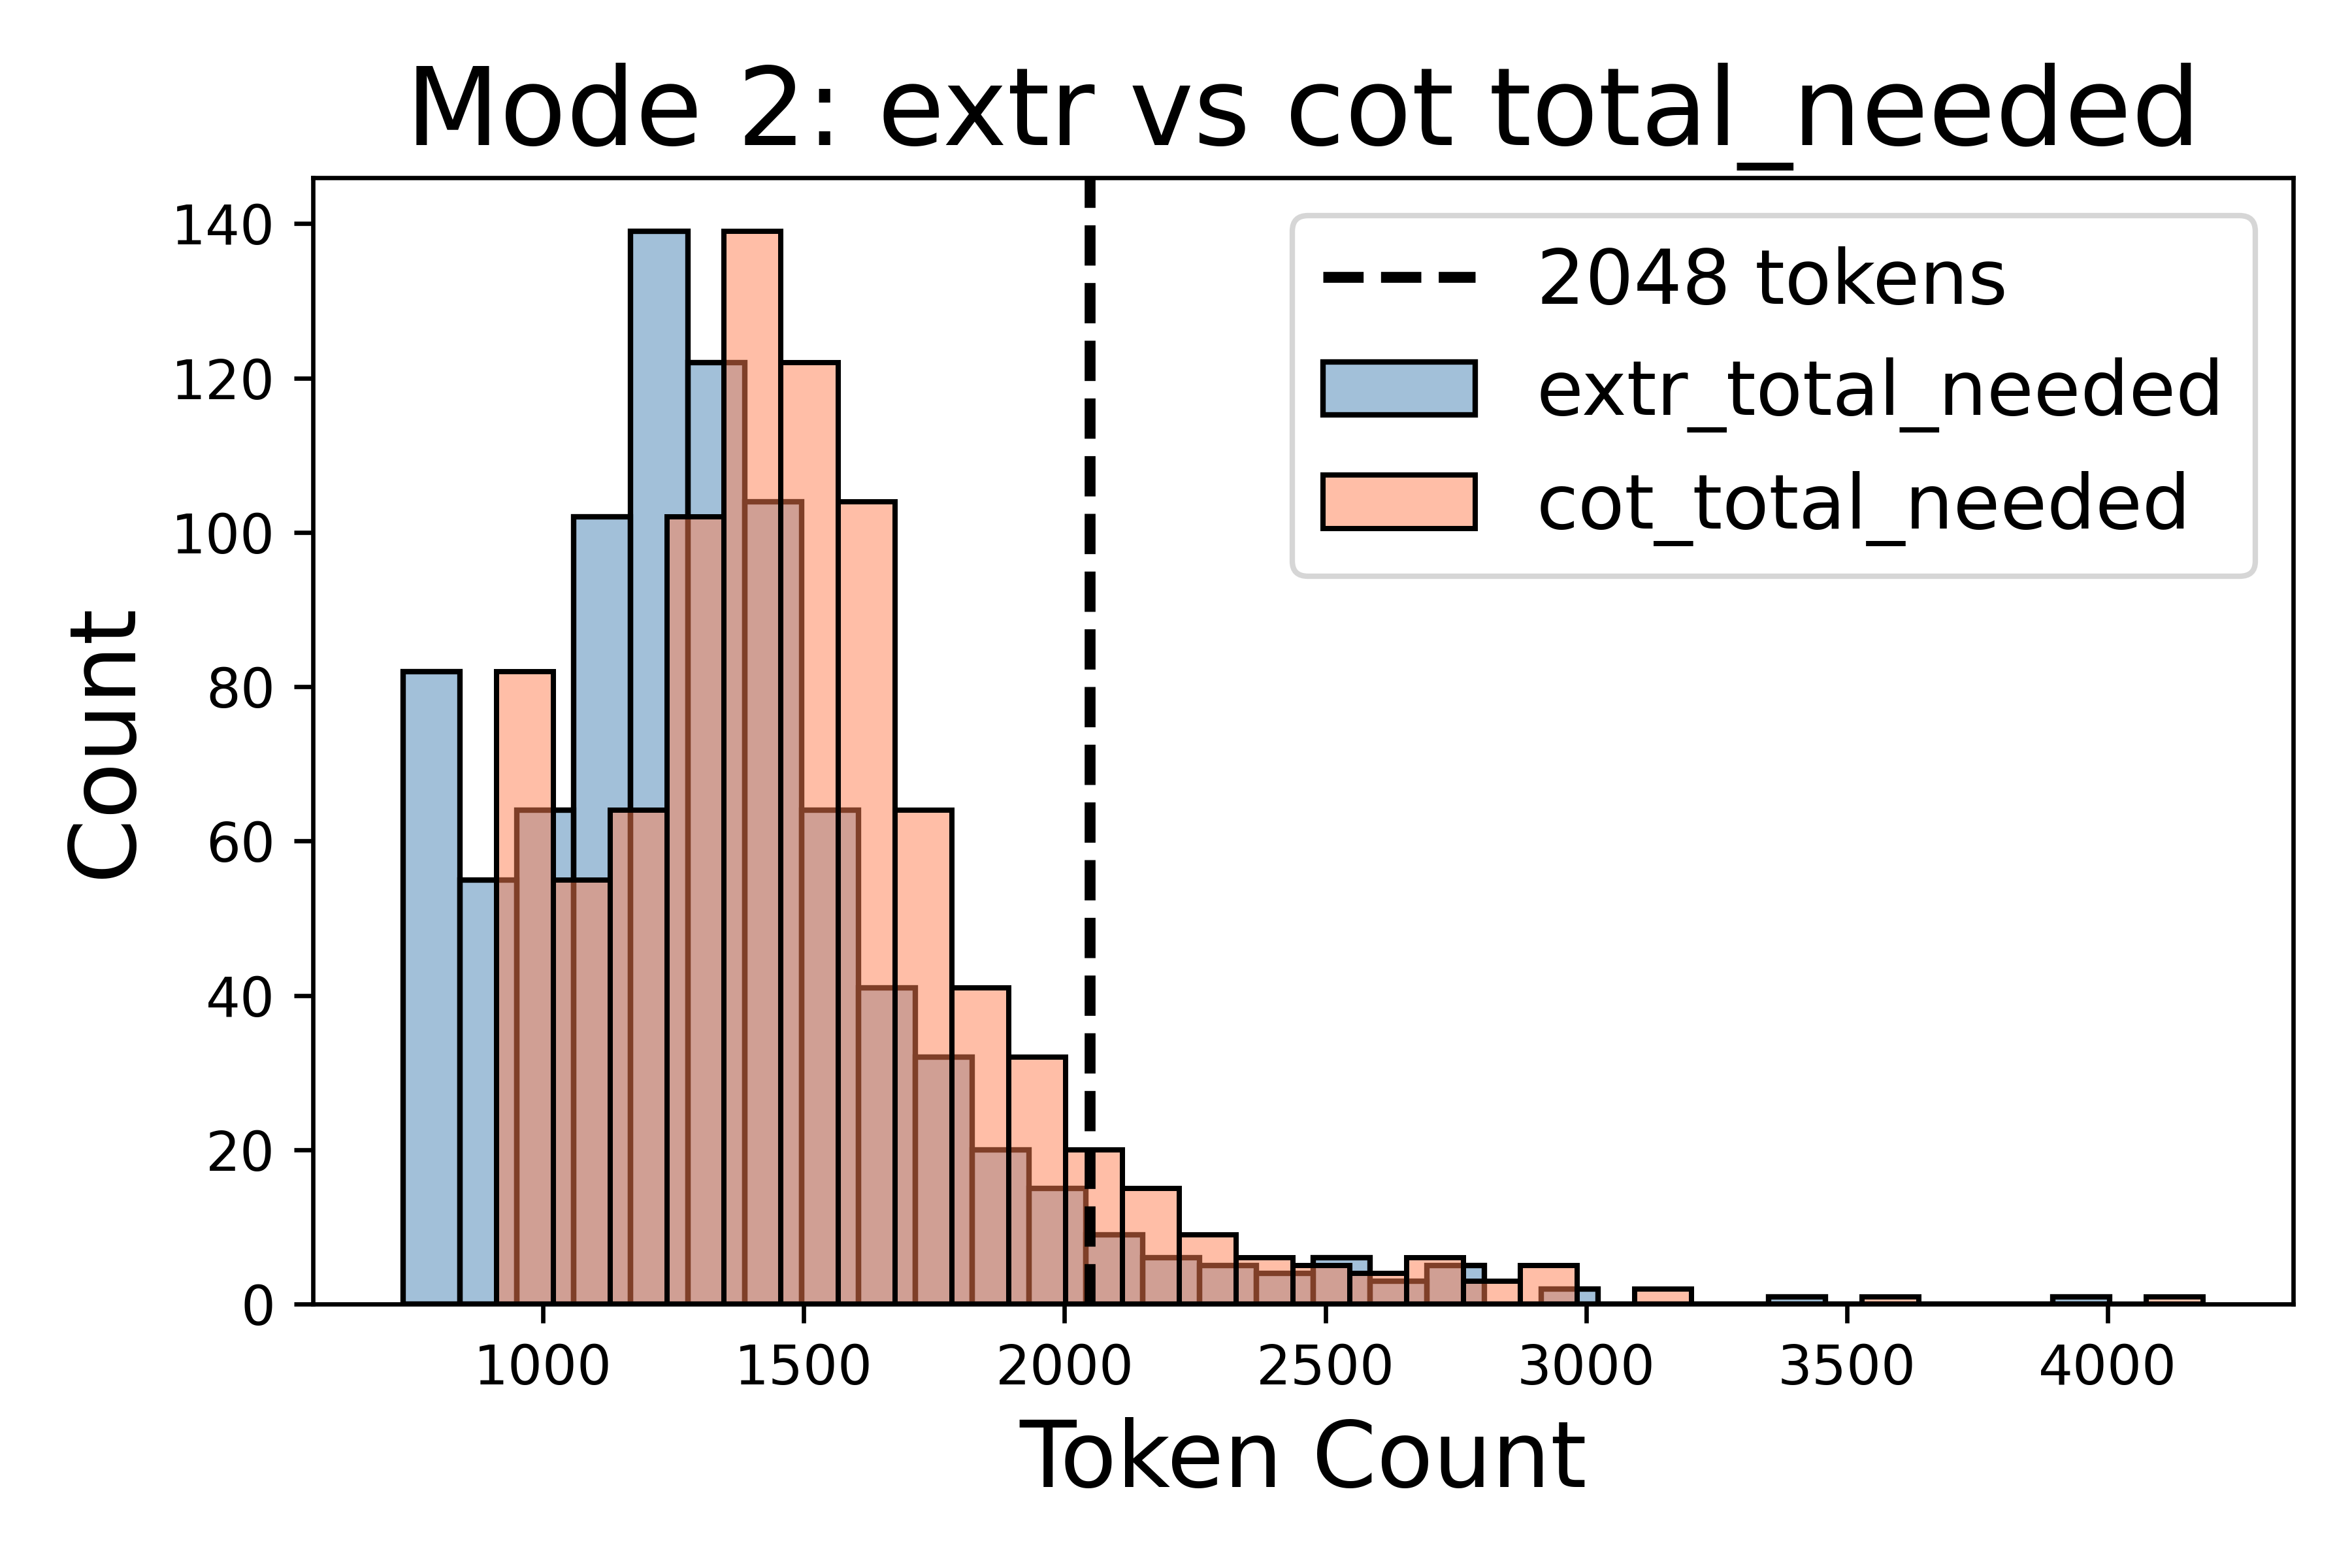 Mode 2: extr vs cot total_needed
140
120
100
80
60
40
20
0
Count
2048 tokens
extr_total_needed
cot_total_needed
1000 1500 2000 2500 3000 3500 4000
Token Count